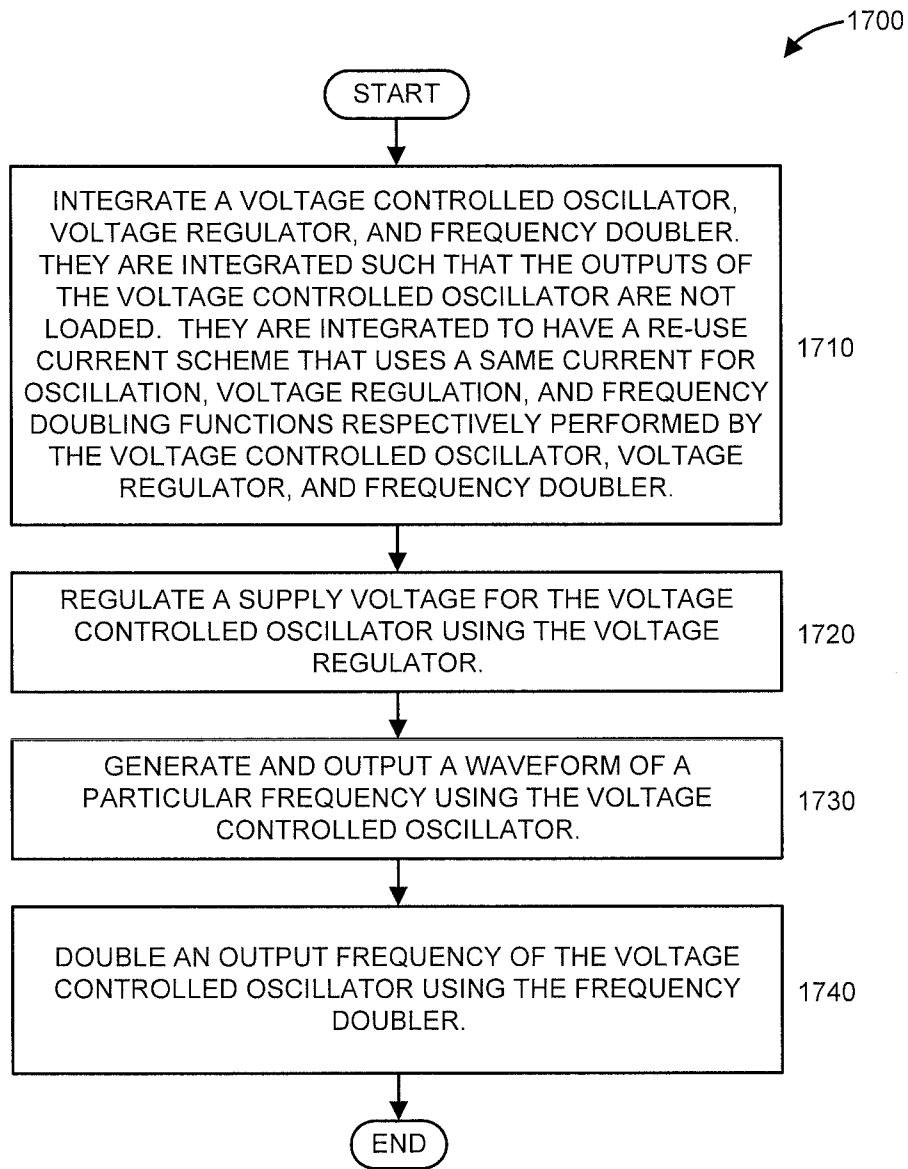 1700
START
INTEGRATE A VOLTAGE CONTROLLED OSCILLATOR,
VOLTAGE REGULATOR, AND FREQUENCY DOUBLER.
THEY ARE INTEGRATED SUCH THAT THE OUTPUTS OF
THE VOLTAGE CONTROLLED OSCILLATOR ARE NOT
LOADED. THEY ARE INTEGRATED TO HAVE A RE-USE
CURRENT SCHEME THAT USES A SAME CURRENT FOR
OSCILLATION, VOLTAGE REGULATION, AND FREQUENCY
DOUBLING FUNCTIONS RESPECTIVELY PERFORMED BY
THE VOLTAGE CONTROLLED OSCILLATOR, VOLTAGE
REGULATOR, AND FREQUENCY DOUBLER.
1710
REGULATE A SUPPLY VOLTAGE FOR THE VOLTAGE
CONTROLLED OSCILLATOR USING THE VOLTAGE
REGULATOR.
1720
GENERATE AND OUTPUT A WAVEFORM OF A
PARTICULAR FREQUENCY USING THE VOLTAGE
CONTROLLED OSCILLATOR.
1730
DOUBLE AN OUTPUT FREQUENCY OF THE VOLTAGE
CONTROLLED OSCILLATOR USING THE FREQUENCY
DOUBLER.
1740
END